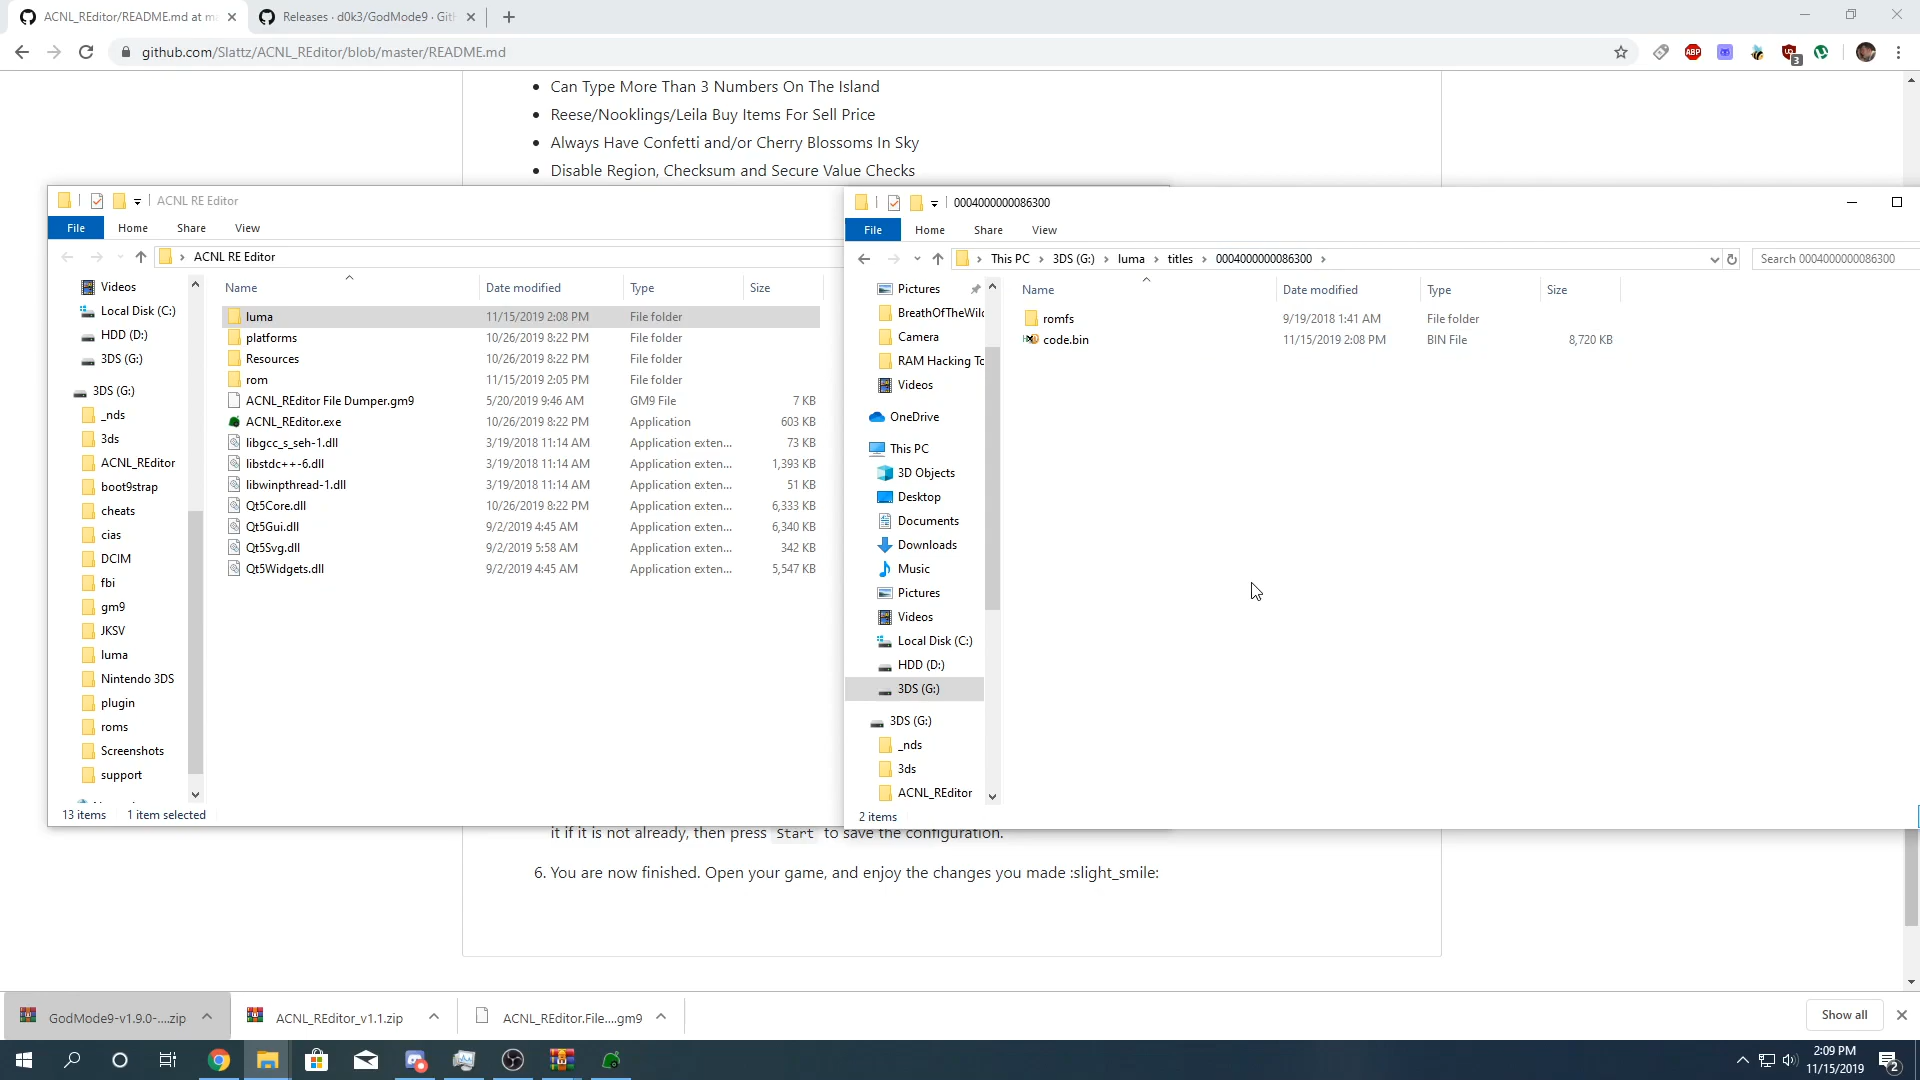 ACNL_REditor/README.md at ma
Releases · d0k3/GodMode9 · Gith
github.com/Slattz/ACNL_REditor/blob/master/README.md
ABP
3
Can Type More Than 3 Numbers On The Island
Reese/Nooklings/Leila Buy Items For Sell Price
Always Have Confetti and/or Cherry Blossoms In Sky
Disable Region, Checksum and Secure Value Checks
ACNL RE Editor
File Home Share View
ACNL RE Editor
Videos
Local Disk (C:)
HDD (D:)
3DS (G:)
3DS (G:)
_nds
3ds
ACNL_REditor
boot9strap
cheats
cias
DCIM
fbi
gm9
JKSV
luma
Nintendo 3DS
plugin
roms
Screenshots
support
Name Date modified Type Size
luma 11/15/2019 2:08 PM File folder
platforms 10/26/2019 8:22 PM File folder
Resources 10/26/2019 8:22 PM File folder
rom 11/15/2019 2:05 PM File folder
ACNL_REditor File Dumper.gm9 5/20/2019 9:46 AM GM9 File 7 KB
ACNL_REditor.exe 10/26/2019 8:22 PM Application 603 KB
libgcc_s_seh-1.dll 3/19/2018 11:14 AM Application exten... 73 KB
libstdc++-6.dll 3/19/2018 11:14 AM Application exten... 1,393 KB
libwinpthread-1.dll 3/19/2018 11:14 AM Application exten... 51 KB
Qt5Core.dll 10/26/2019 8:22 PM Application exten... 6,333 KB
Qt5Gui.dll 9/2/2019 4:45 AM Application exten... 6,340 KB
Qt5Svg.dll 9/2/2019 5:58 AM Application exten... 342 KB
Qt5Widgets.dll 9/2/2019 4:45 AM Application exten... 5,547 KB
13 items 1 item selected
0004000000086300
File Home Share View
This PC › 3DS (G:) › luma › titles › 0004000000086300 ›
Search 0004000000086300
Pictures
BreathOfTheWild
Camera
RAM Hacking To
Videos
OneDrive
This PC
3D Objects
Desktop
Documents
Downloads
Music
Pictures
Videos
Local Disk (C:)
HDD (D:)
3DS (G:)
3DS (G:)
_nds
3ds
ACNL_REditor
Name Date modified Type Size
romfs 9/19/2018 1:41 AM File folder
code.bin 11/15/2019 2:08 PM BIN File 8,720 KB
2 items
it if it is not already, then press Start to save the configuration.
6. You are now finished. Open your game, and enjoy the changes you made :slight_smile:
GodMode9-v1.9.0-....zip
ACNL_REditor_v1.1.zip
ACNL_REditor.File....gm9
Show all
2:09 PM
11/15/2019
2